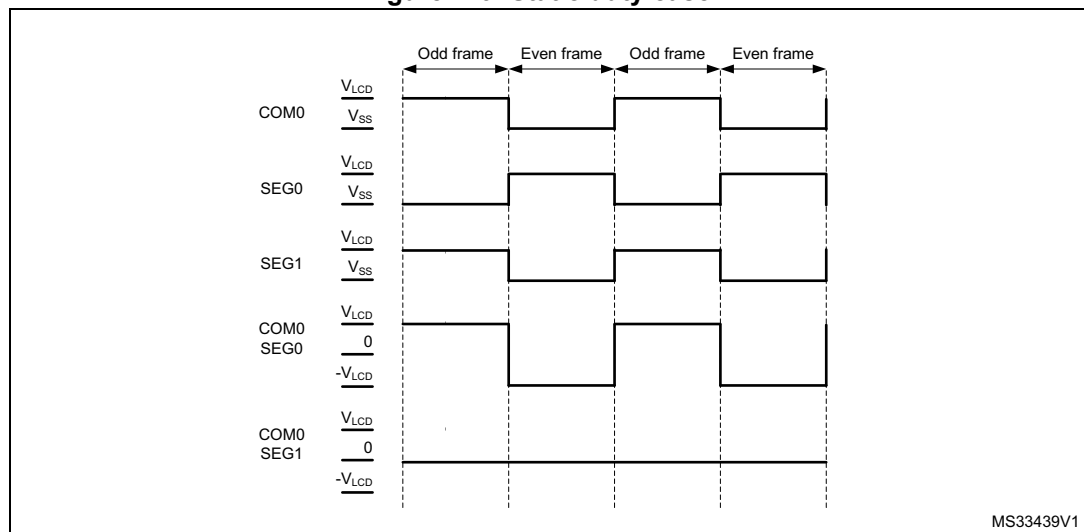 Odd frame Even frame Odd frame Even frame
VLCD
COM0
VSS
VLCD
SEG0
VSS
VLCD
SEG1
VSS
VLCD
COM0
SEG0
0
-VLCD
VLCD
COM0
SEG1
0
-VLCD
MS33439V1